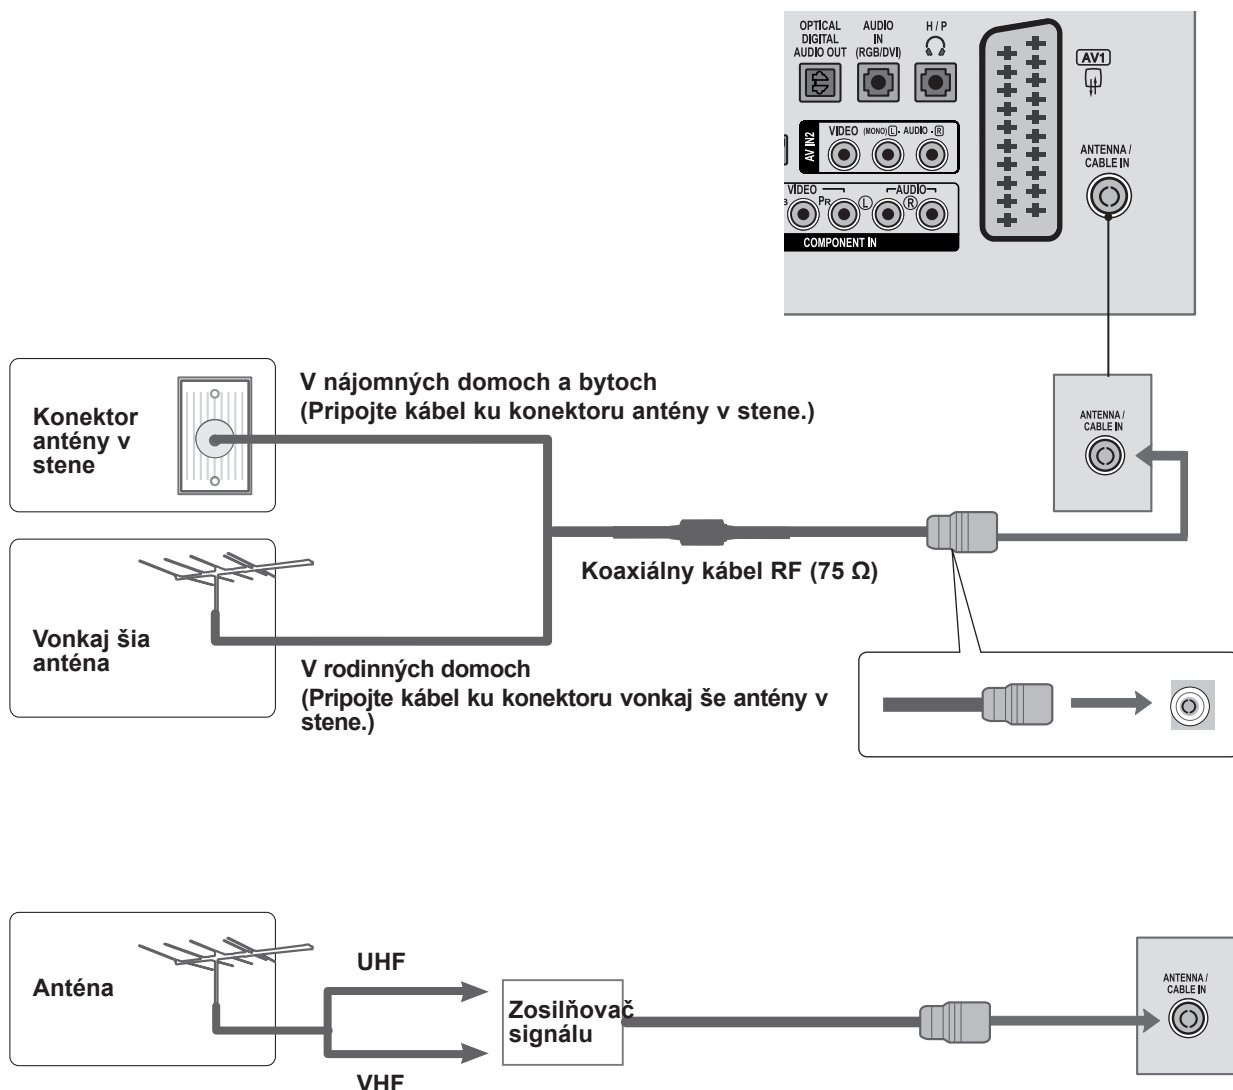 OPTICAL
DIGITAL
AUDIO OUT
AUDIO
IN
(RGB/DVI)
H / P
AV1
AV IN2
VIDEO
(MONO) L
AUDIO
R
VIDEO
B
PR
L
AUDIO
R
COMPONENT IN
ANTENNA /
CABLE IN
Konektor
antény v
stene
V nájomných domoch a bytoch
(Pripojte kábel ku konektoru antény v stene.)
ANTENNA /
CABLE IN
Koaxiálny kábel RF (75 Ω)
Vonkaj šia
anténa
V rodinných domoch
(Pripojte kábel ku konektoru vonkaj še antény v
stene.)
Anténa
UHF
VHF
Zosilňovač
signálu
ANTENNA /
CABLE IN